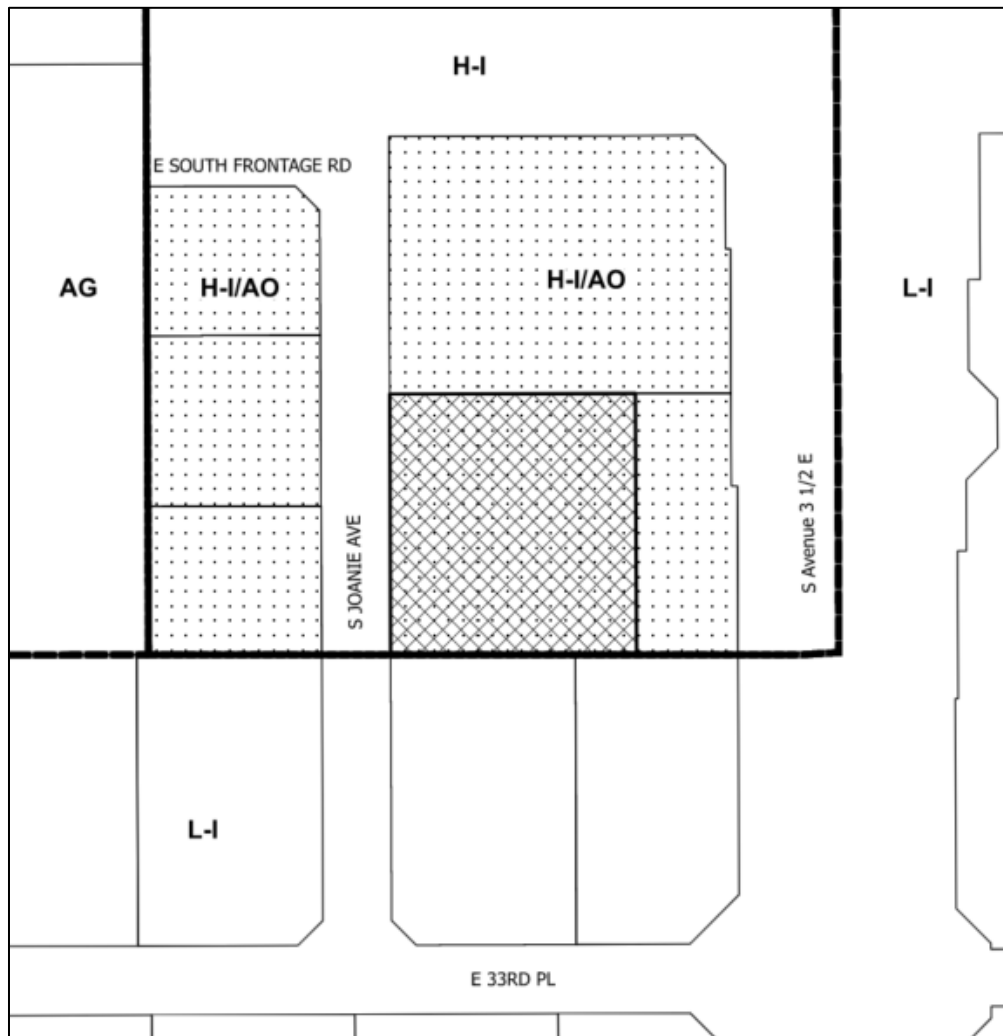 H-I
E SOUTH FRONTAGE RD
AG
H-I/AO
H-I/AO
L-I
S JOANIE AVE
S Avenue 3 1/2 E
L-I
E 33RD PL